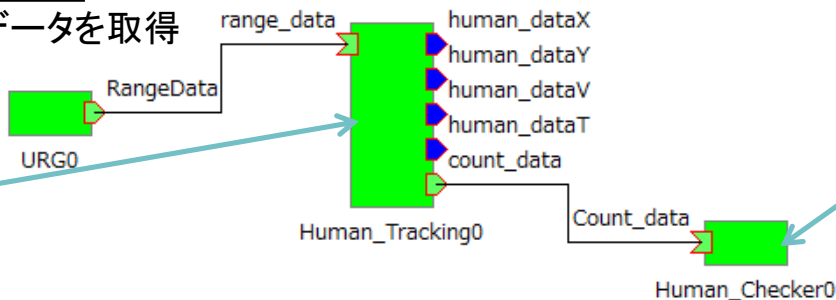 データを取得
range_data
human_dataX
human_dataY
human_dataV
human_dataT
count_data
RangeData
URG0
Human_Tracking0
Count_data
Human_Checker0